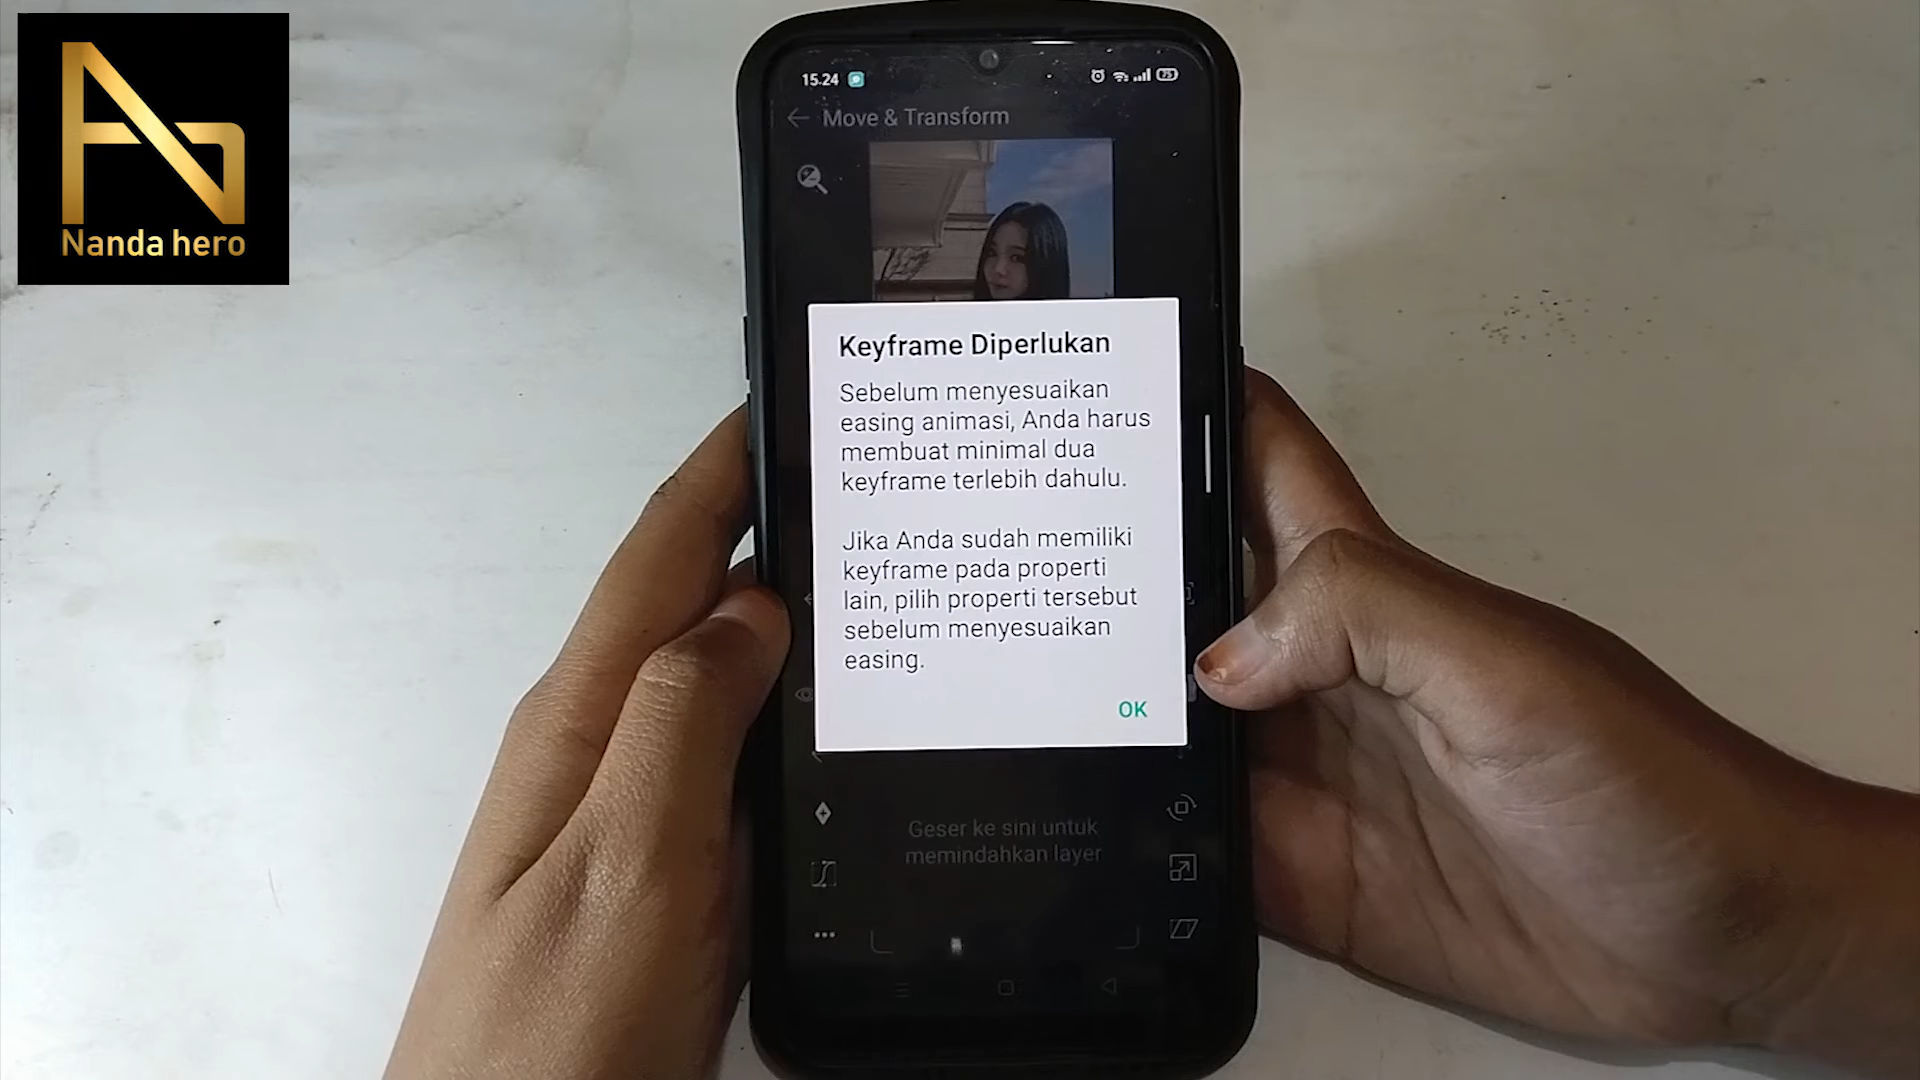 Nanda hero
15.24
75
Move & Transform
Keyframe Diperlukan
Sebelum menyesuaikan
easing animasi, Anda harus
membuat minimal dua
keyframe terlebih dahulu.
Jika Anda sudah memiliki
keyframe pada properti
lain, pilih properti tersebut
sebelum menyesuaikan
easing.
OK
Geser ke sini untuk
memindahkan layer